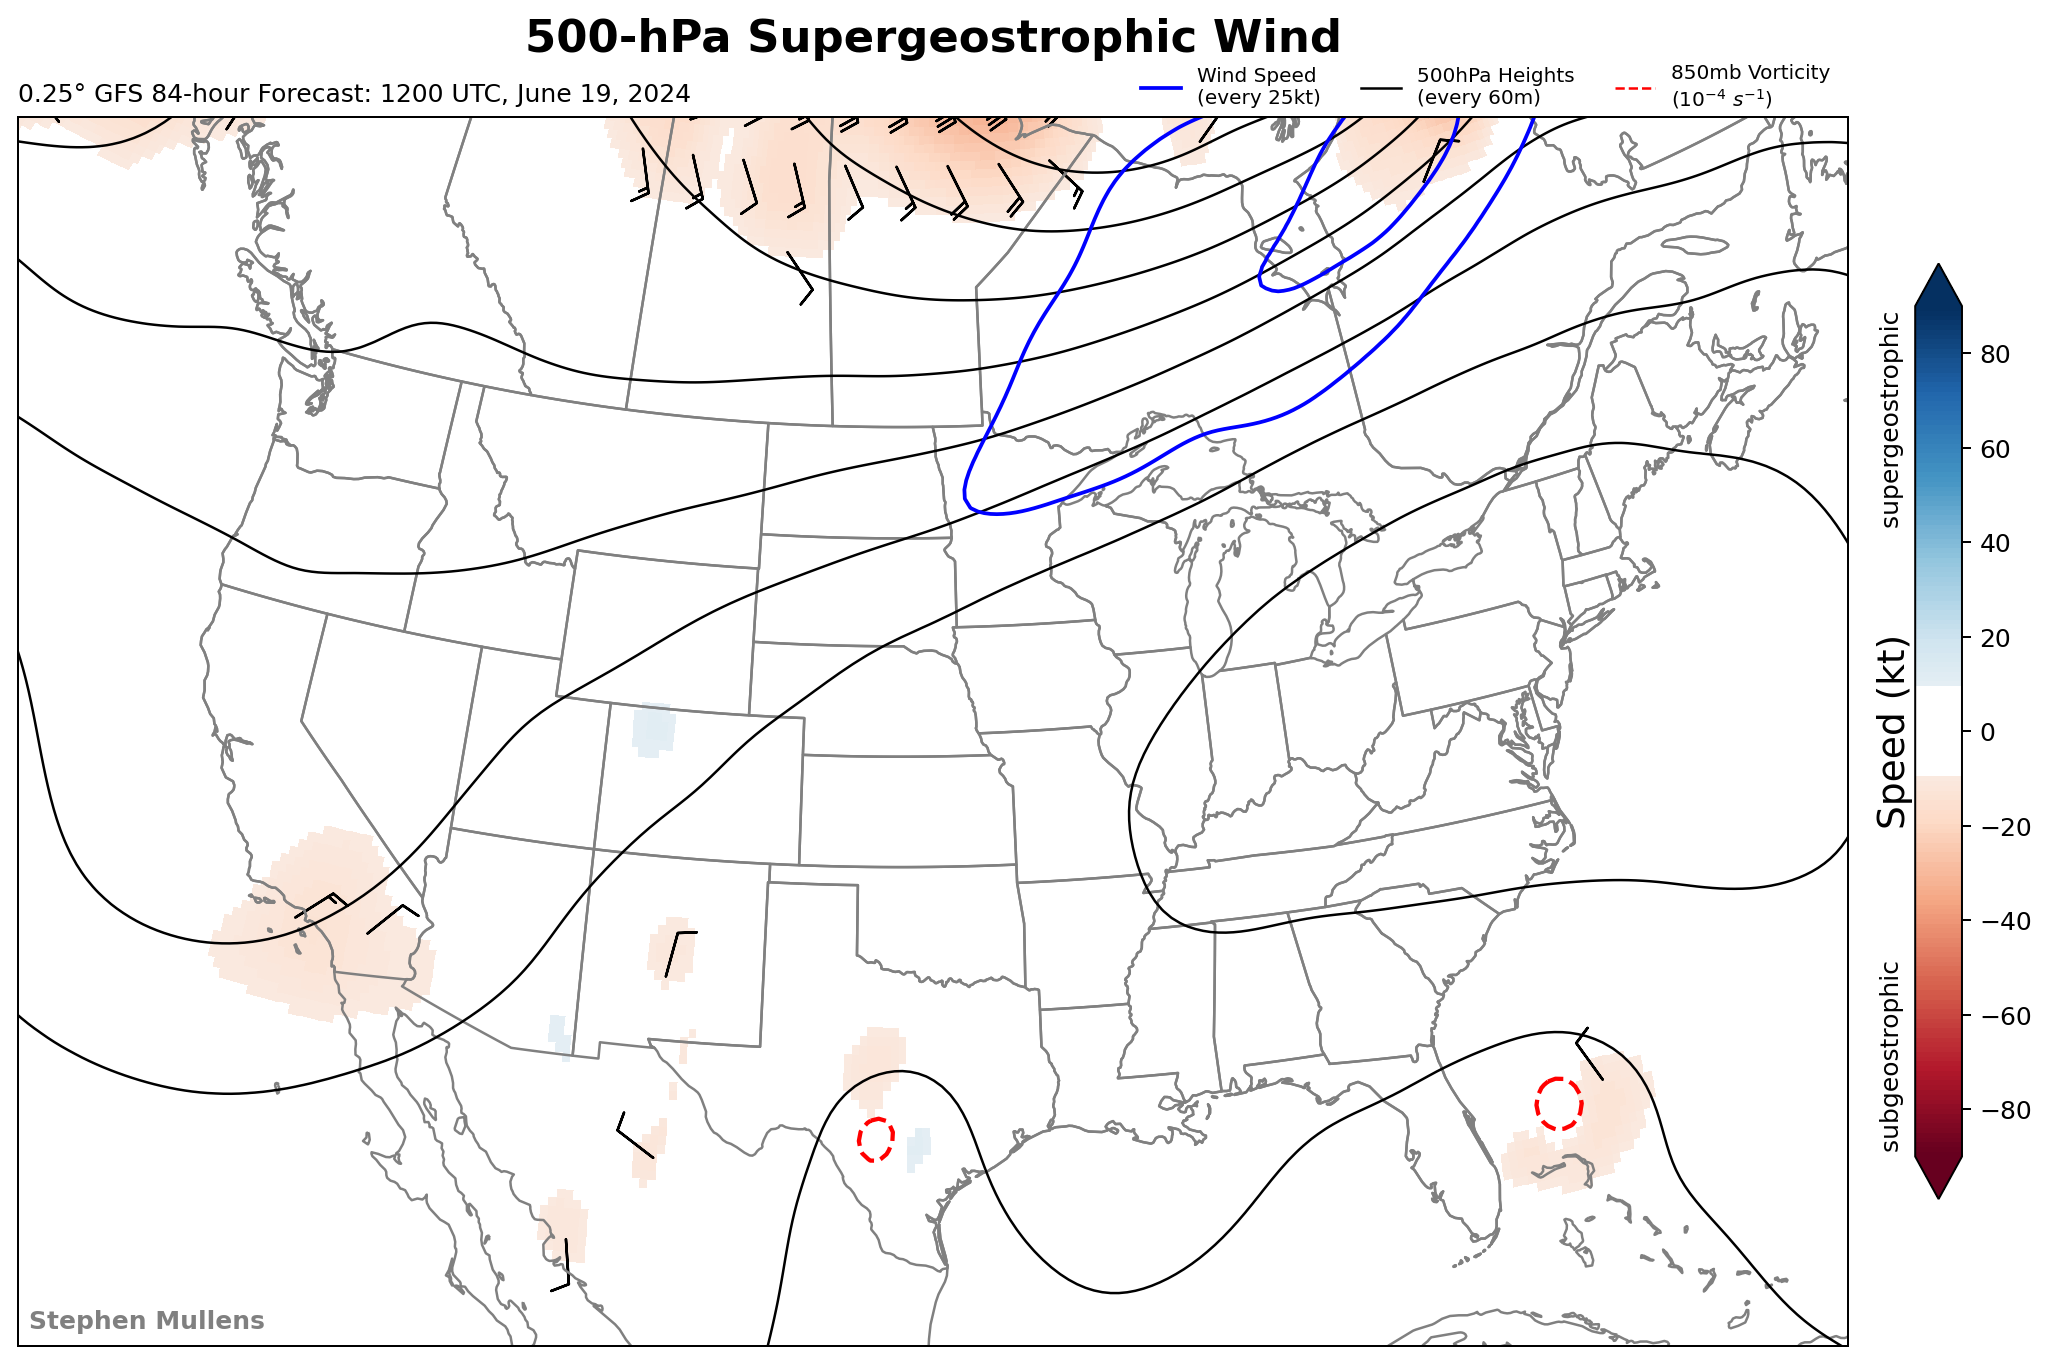 500-hPa Supergeostrophic Wind
0.25° GFS 84-hour Forecast: 1200 UTC, June 19, 2024
Wind Speed
(every 25kt)
500hPa Heights
(every 60m)
850mb Vorticity
(10⁻⁴ s⁻¹)
supergeostrophic
Speed (kt)
subgeostrophic
80
60
40
20
0
−20
−40
−60
−80
Stephen Mullens